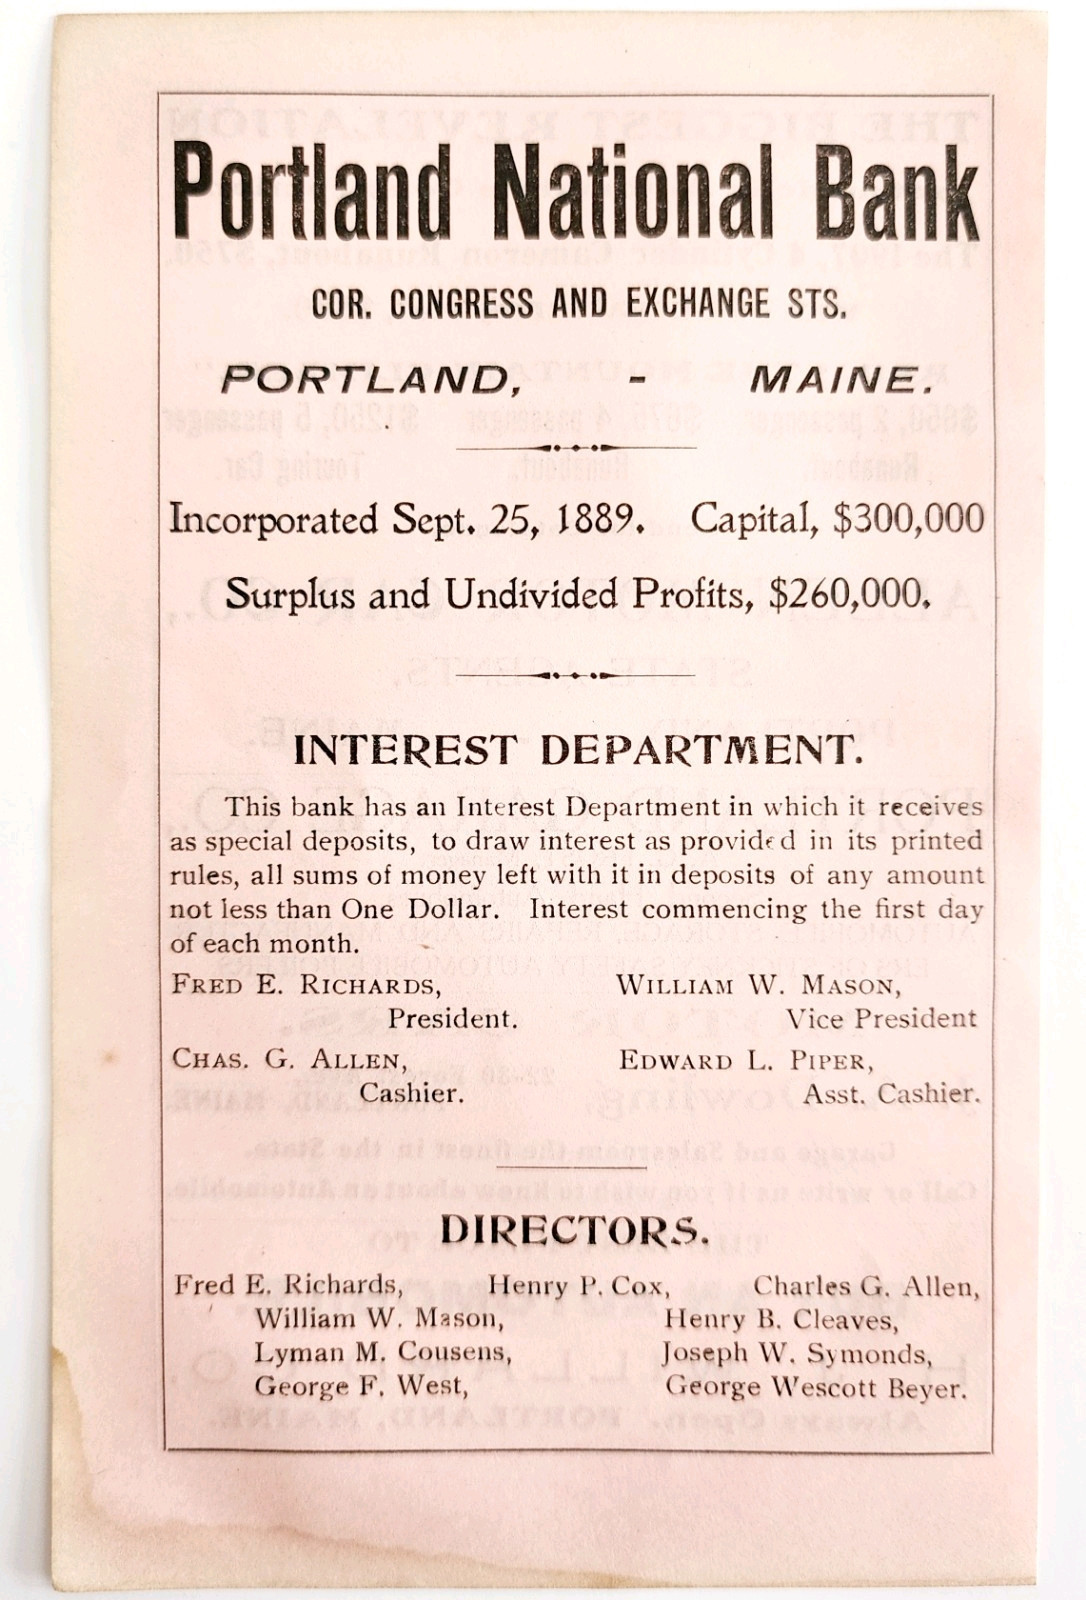 Portland National Bank
COR. CONGRESS AND EXCHANGE STS.
PORTLAND, - MAINE.
Incorporated Sept. 25, 1889. Capital, $300,000
Surplus and Undivided Profits, $260,000.
INTEREST DEPARTMENT.
This bank has an Interest Department in which it receives
as special deposits, to draw interest as provided in its printed
rules, all sums of money left with it in deposits of any amount
not less than One Dollar. Interest commencing the first day
of each month.
FRED E. RICHARDS, WILLIAM W. MASON,
President. Vice President
CHAS. G. ALLEN, EDWARD L. PIPER,
Cashier. Asst. Cashier.
DIRECTORS.
Fred E. Richards, Henry P. Cox, Charles G. Allen,
William W. Mason, Henry B. Cleaves,
Lyman M. Cousens, Joseph W. Symonds,
George F. West, George Wescott Beyer.